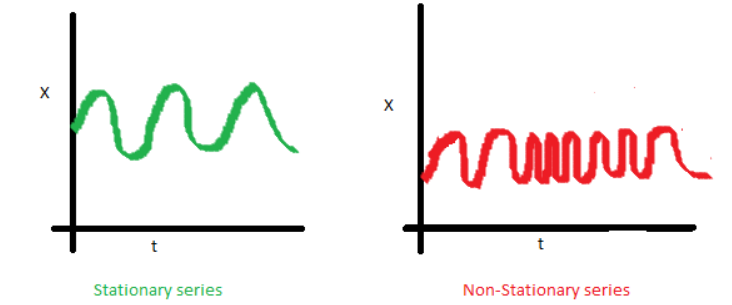 X
t
Stationary series
X
t
Non-Stationary series